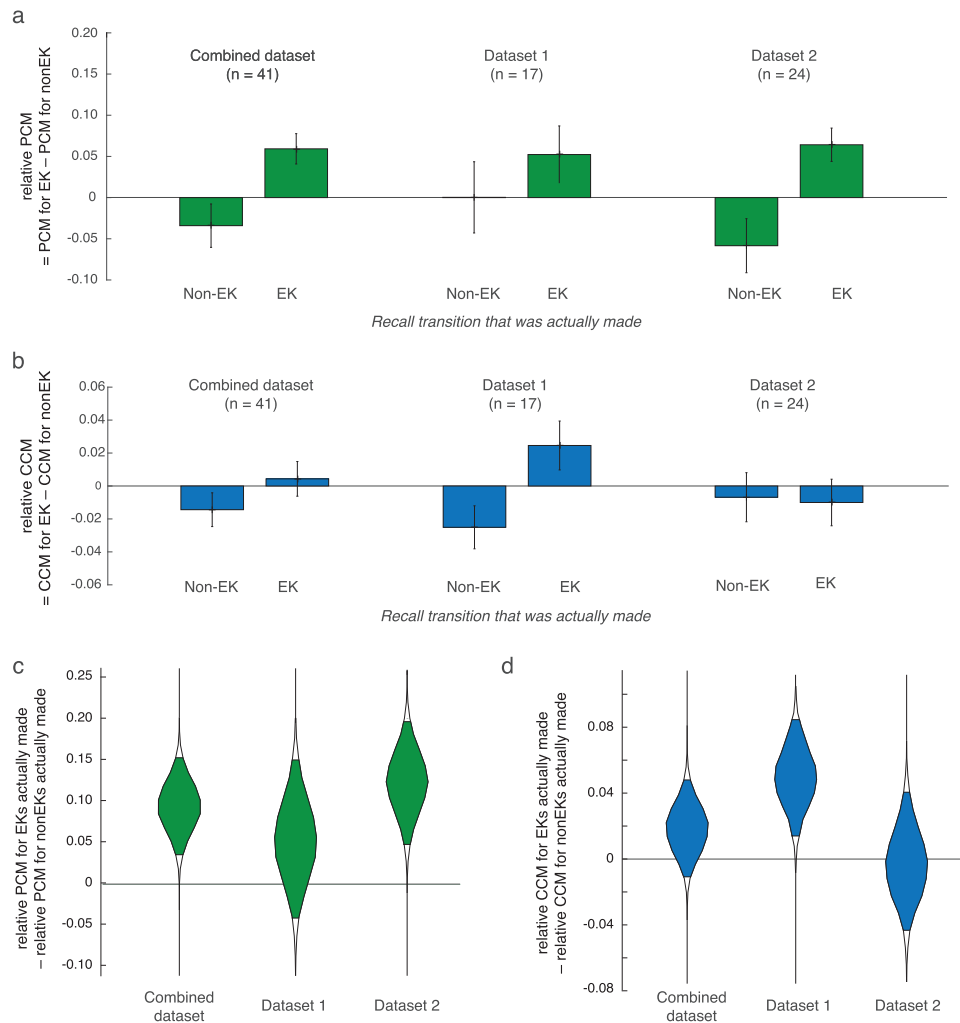 a
relative PCM
= PCM for EK – PCM for nonEK
0.20
0.15
0.10
0.05
0
-0.05
-0.10
Combined dataset
(n = 41)
Dataset 1
(n = 17)
Dataset 2
(n = 24)
Non-EK
EK
Non-EK
EK
Non-EK
EK
Recall transition that was actually made
b
relative CCM
= CCM for EK – CCM for nonEK
0.06
0.04
0.02
0
-0.02
-0.04
-0.06
Combined dataset
(n = 41)
Dataset 1
(n = 17)
Dataset 2
(n = 24)
Non-EK
EK
Non-EK
EK
Non-EK
EK
Recall transition that was actually made
c
relative PCM for EKs actually made
– relative PCM for nonEKs actually made
0.25
0.20
0.15
0.10
0.05
0
-0.05
-0.10
Combined
dataset
Dataset 1
Dataset 2
d
relative CCM for EKs actually made
– relative CCM for nonEKs actually made
0.08
0.04
0
-0.04
-0.08
Combined
dataset
Dataset 1
Dataset 2